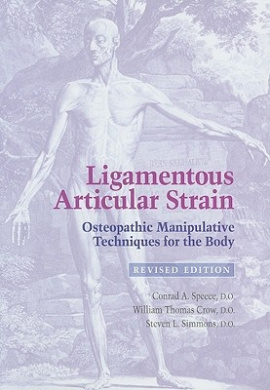 Ligamentous
Articular Strain
Osteopathic Manipulative
Techniques for the Body
REVISED EDITION
Conrad A. Speece, D.O.
William Thomas Crow, D.O.
Steven L. Simmons, D.O.